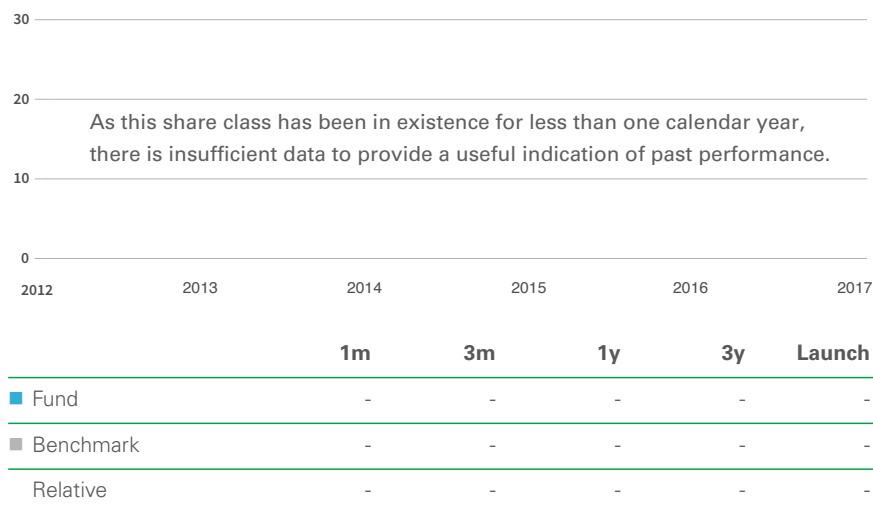 30
20
As this share class has been in existence for less than one calendar year,
there is insufficient data to provide a useful indication of past performance.
10
0
2012 2013 2014 2015 2016 2017
1m 3m 1y 3y Launch
Fund - - - - -
Benchmark - - - - -
Relative - - - - -